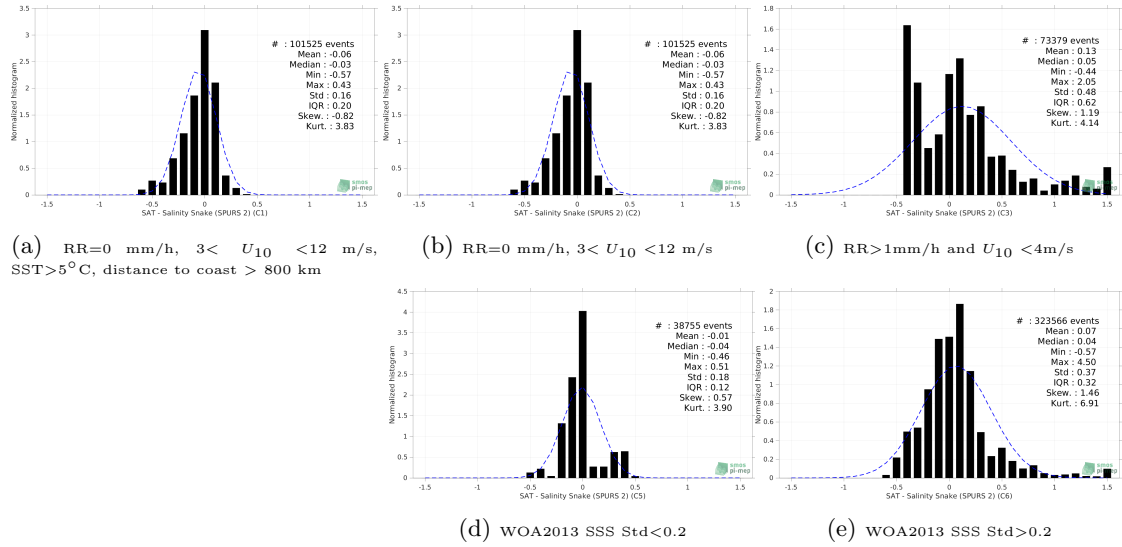 3.5
3
2.5
2
1.5
1
0.5
0
Normalized histogram
# : 101525 events
Mean : -0.06
Median : -0.03
Min : -0.57
Max : 0.43
Std : 0.16
IQR : 0.20
Skew. : -0.82
Kurt. : 3.83
smos
pi-mep
-1.5 -1 -0.5 0 0.5 1 1.5
SAT - Salinity Snake (SPURS 2) (C1)
(a) RR=0 mm/h, 3< U10 <12 m/s,
SST>5°C, distance to coast > 800 km
3.5
3
2.5
2
1.5
1
0.5
0
Normalized histogram
# : 101525 events
Mean : -0.06
Median : -0.03
Min : -0.57
Max : 0.43
Std : 0.16
IQR : 0.20
Skew. : -0.82
Kurt. : 3.83
smos
pi-mep
-1.5 -1 -0.5 0 0.5 1 1.5
SAT - Salinity Snake (SPURS 2) (C2)
(b) RR=0 mm/h, 3< U10 <12 m/s
1.8
1.6
1.4
1.2
1
0.8
0.6
0.4
0.2
0
Normalized histogram
# : 73379 events
Mean : 0.13
Median : 0.05
Min : -0.44
Max : 2.05
Std : 0.48
IQR : 0.62
Skew. : 1.19
Kurt. : 4.14
smos
pi-mep
-1.5 -1 -0.5 0 0.5 1 1.5
SAT - Salinity Snake (SPURS 2) (C3)
(c) RR>1mm/h and U10 <4m/s
4.5
4
3.5
3
2.5
2
1.5
1
0.5
0
Normalized histogram
# : 38755 events
Mean : -0.01
Median : -0.04
Min : -0.46
Max : 0.51
Std : 0.18
IQR : 0.12
Skew. : 0.57
Kurt. : 3.90
smos
pi-mep
-1.5 -1 -0.5 0 0.5 1 1.5
SAT - Salinity Snake (SPURS 2) (C5)
(d) WOA2013 SSS Std<0.2
2
1.8
1.6
1.4
1.2
1
0.8
0.6
0.4
0.2
0
Normalized histogram
# : 323566 events
Mean : 0.07
Median : 0.04
Min : -0.57
Max : 4.50
Std : 0.37
IQR : 0.32
Skew. : 1.46
Kurt. : 6.91
smos
pi-mep
-1.5 -1 -0.5 0 0.5 1 1.5
SAT - Salinity Snake (SPURS 2) (C6)
(e) WOA2013 SSS Std>0.2